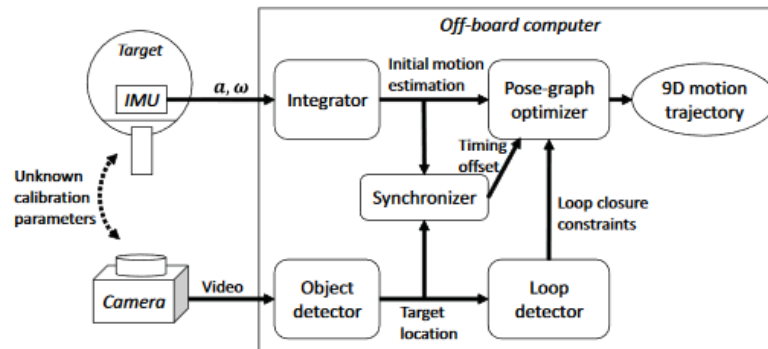 Off-board computer
Target
IMU
a, ω
Integrator
Initial motion
estimation
Pose-graph
optimizer
9D motion
trajectory
Timing
offset
Unknown
calibration
parameters
Synchronizer
Loop closure
constraints
Camera
Video
Object
detector
Target
location
Loop
detector